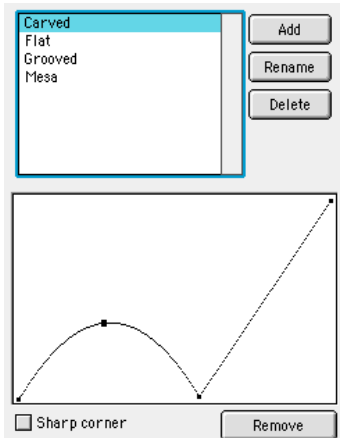 Carved
Flat
Grooved
Mesa
Add
Rename
Delete
Sharp corner
Remove